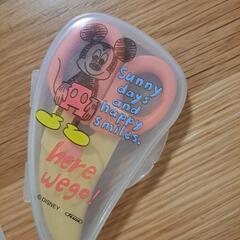 Sunny
days
and
happy
smiles.
here
we go!
© DISNEY